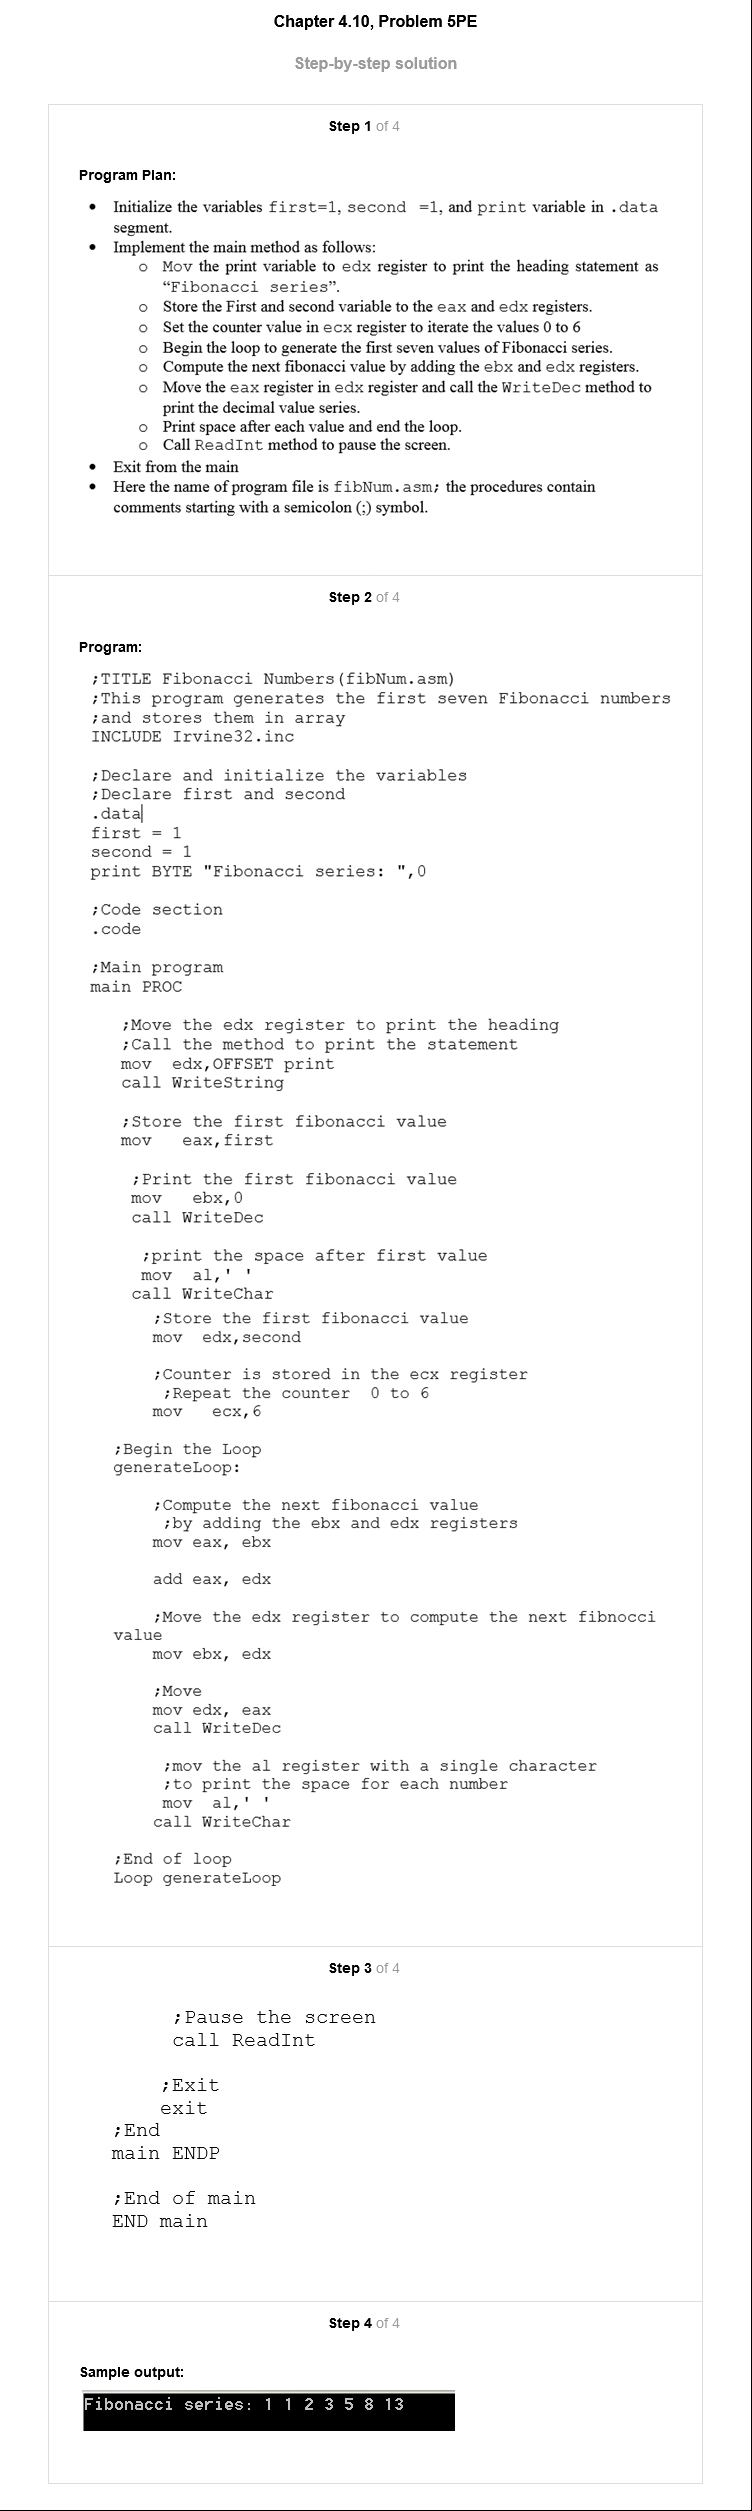 Chapter 4.10, Problem 5PE
Step-by-step solution
Step 1 of 4
Program Plan:
• Initialize the variables first=1, second =1, and print variable in .data
segment.
• Implement the main method as follows:
o Mov the print variable to edx register to print the heading statement as
“Fibonacci series”.
o Store the First and second variable to the eax and edx registers.
o Set the counter value in ecx register to iterate the values 0 to 6
o Begin the loop to generate the first seven values of Fibonacci series.
o Compute the next fibonacci value by adding the ebx and edx registers.
o Move the eax register in edx register and call the WriteDec method to
print the decimal value series.
o Print space after each value and end the loop.
o Call ReadInt method to pause the screen.
• Exit from the main
• Here the name of program file is fibNum.asm; the procedures contain
comments starting with a semicolon (;) symbol.
Step 2 of 4
Program:
;TITLE Fibonacci Numbers(fibNum.asm)
;This program generates the first seven Fibonacci numbers
;and stores them in array
INCLUDE Irvine32.inc
;Declare and initialize the variables
;Declare first and second
.data
first = 1
second = 1
print BYTE "Fibonacci series: ",0
;Code section
.code
;Main program
main PROC
;Move the edx register to print the heading
;Call the method to print the statement
mov edx,OFFSET print
call WriteString
;Store the first fibonacci value
mov eax,first
;Print the first fibonacci value
mov ebx,0
call WriteDec
;print the space after first value
mov al,' '
call WriteChar
;Store the first fibonacci value
mov edx,second
;Counter is stored in the ecx register
;Repeat the counter 0 to 6
mov ecx,6
;Begin the Loop
generateLoop:
;Compute the next fibonacci value
;by adding the ebx and edx registers
mov eax, ebx
add eax, edx
;Move the edx register to compute the next fibnocci
value
mov ebx, edx
;Move
mov edx, eax
call WriteDec
;mov the al register with a single character
;to print the space for each number
mov al,' '
call WriteChar
;End of loop
Loop generateLoop
Step 3 of 4
;Pause the screen
call ReadInt
;Exit
exit
;End
main ENDP
;End of main
END main
Step 4 of 4
Sample output:
Fibonacci series: 1 1 2 3 5 8 13